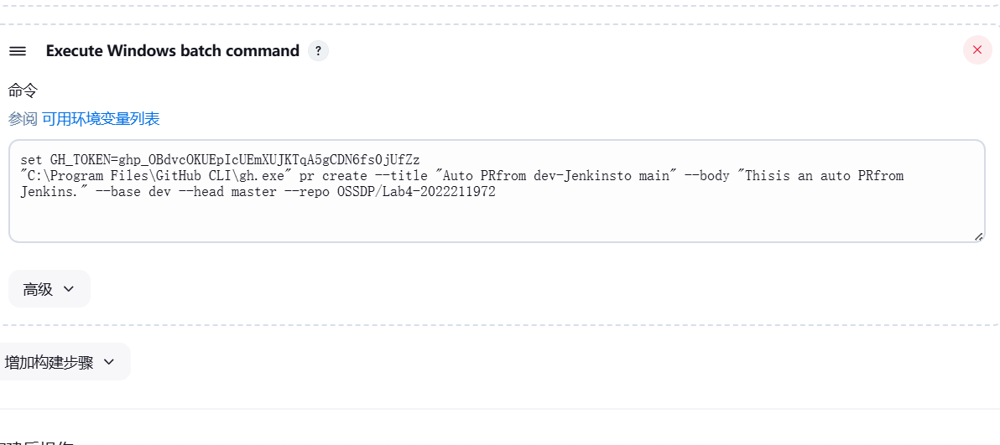 Execute Windows batch command ?
命令
参阅 可用环境变量列表
set GH_TOKEN=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
"C:\Program Files\GitHub CLI\gh.exe" pr create --title "Auto PRfrom dev-Jenkinsto main" --body "Thisis an auto PRfrom
Jenkins." --base dev --head master --repo OSSDP/Lab4-2022211972
高级
增加构建步骤